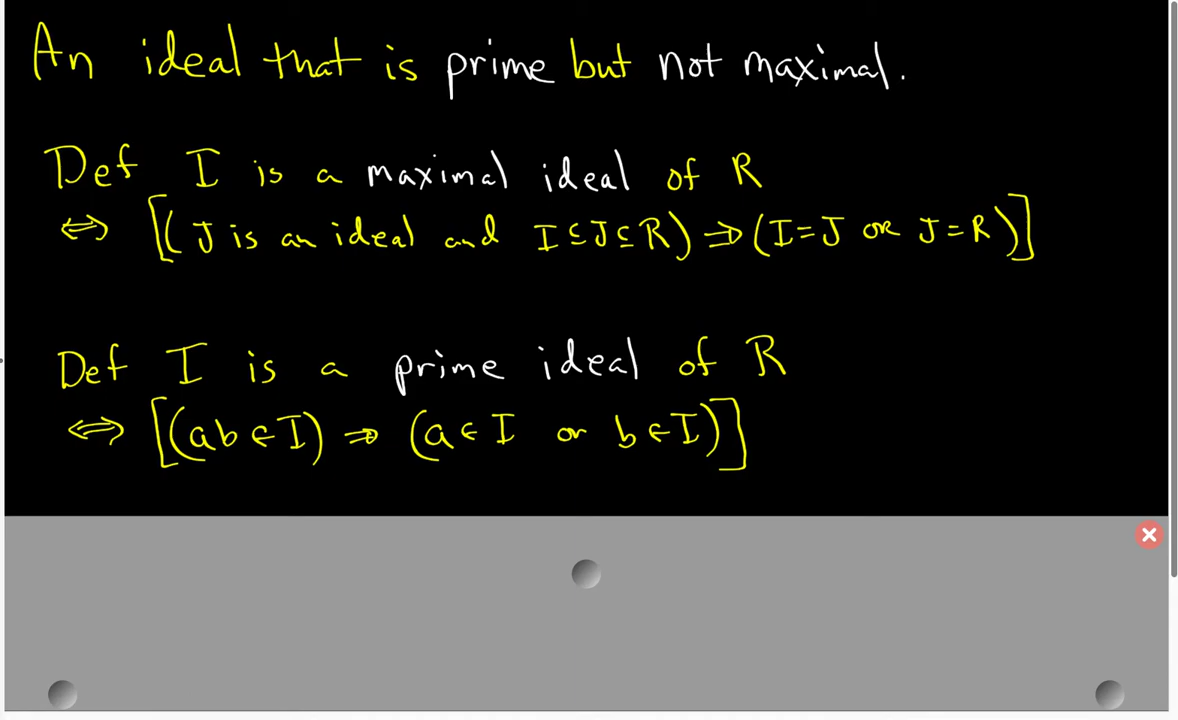 An ideal that is prime but not maximal.
Def I is a maximal ideal of R
⇔ [(J is an ideal and I ⊆ J ⊆ R) ⇒ (I = J or J = R)]
Def I is a prime ideal of R
⇔ [(ab ∈ I) ⇒ (a ∈ I or b ∈ I)]